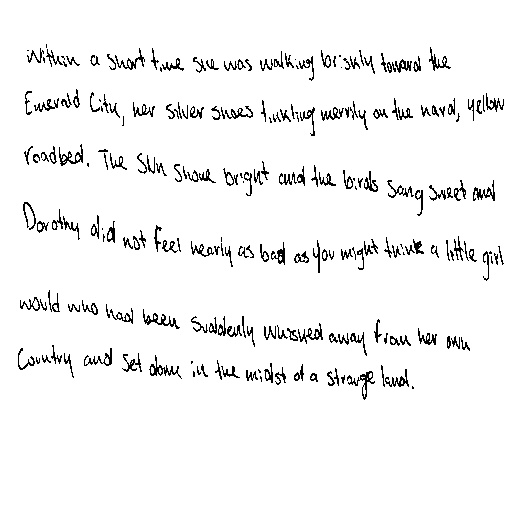 Within a short time she was walking briskly toward the
Emerald City, her silver shoes tinkling merrily on the hard, yellow
roadbed. The sun shone bright and the birds sang sweet and
Dorothy did not feel nearly as bad as you might think a little girl
would who had been suddenly whisked away from her own
country and set down in the midst of a strange land.